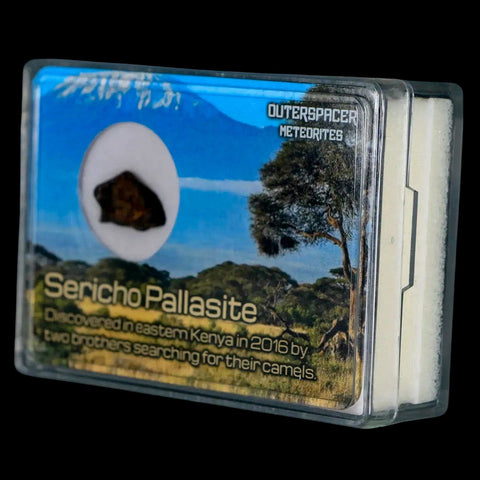 OUTERSPACER
METEORITES
Sericho Pallasite
Discovered in eastern Kenya in 2016 by
two brothers searching for their camels.